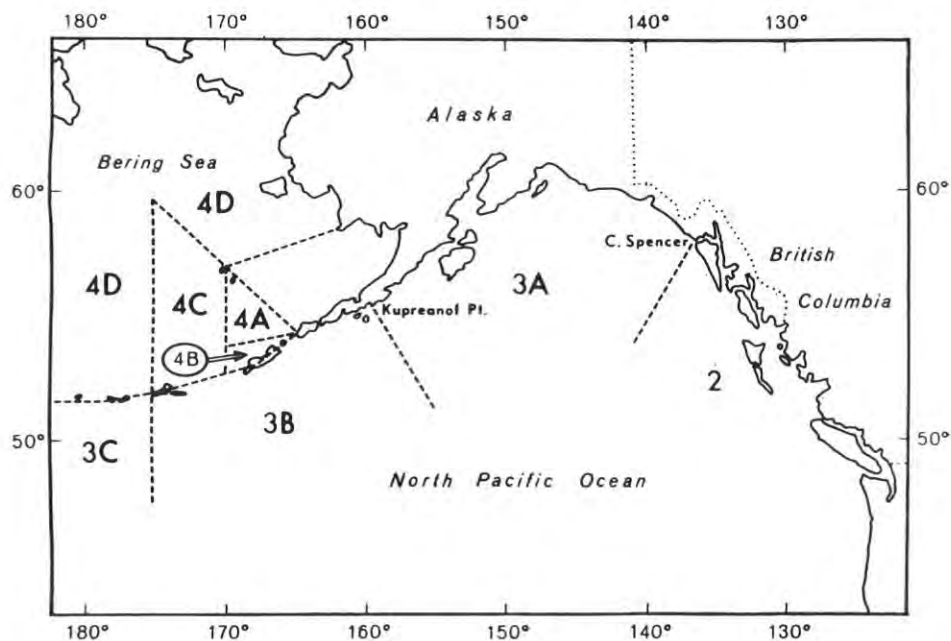 180° 170° 160° 150° 140° 130°
Alaska
Bering Sea
60° 60°
4D
C. Spencer
British
4D
4C
3A
Columbia
4A
Kupreanof Pt.
4B
2
3B
50° 50°
3C
North Pacific Ocean
180° 170° 160° 150° 140° 130°